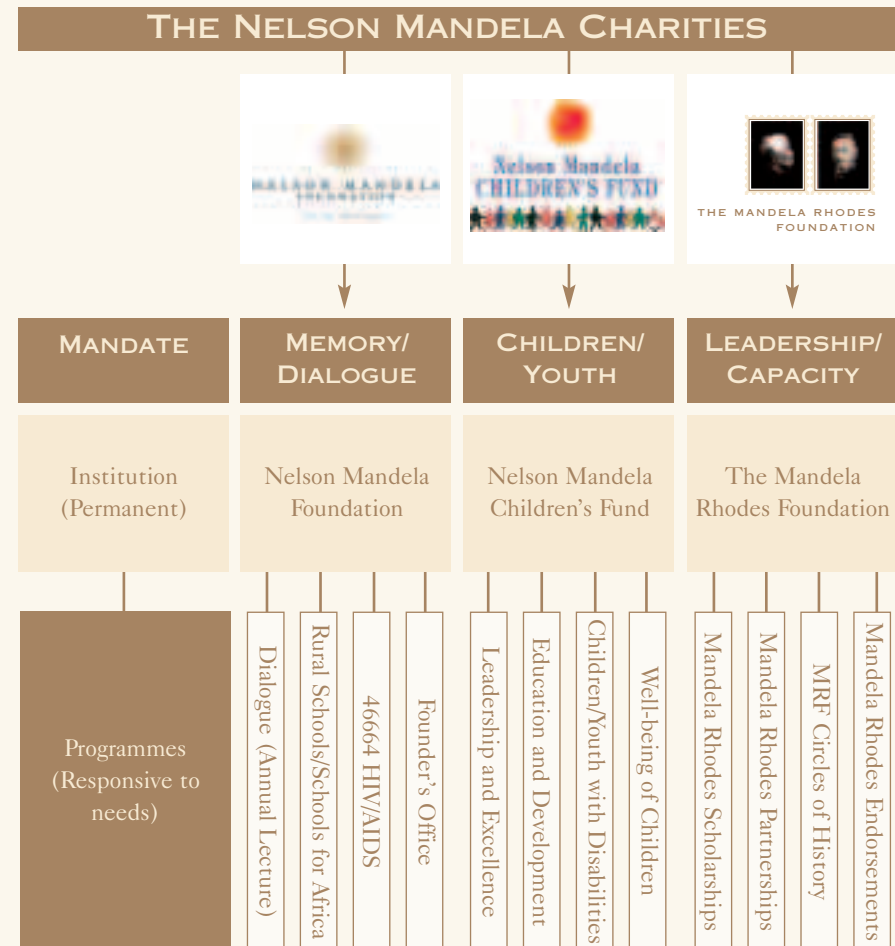 THE NELSON MANDELA CHARITIES
NELSON MANDELA
FOUNDATION
Nelson Mandela
CHILDREN'S FUND
THE MANDELA RHODES
FOUNDATION
MANDATE
MEMORY/
DIALOGUE
CHILDREN/
YOUTH
LEADERSHIP/
CAPACITY
Institution
(Permanent)
Nelson Mandela
Foundation
Nelson Mandela
Children's Fund
The Mandela
Rhodes Foundation
Programmes
(Responsive to
needs)
Dialogue (Annual Lecture)
Rural Schools/Schools for Africa
46664 HIV/AIDS
Founder's Office
Leadership and Excellence
Education and Development
Children/Youth with Disabilities
Well-being of Children
Mandela Rhodes Scholarships
Mandela Rhodes Partnerships
MRF Circles of History
Mandela Rhodes Endorsements